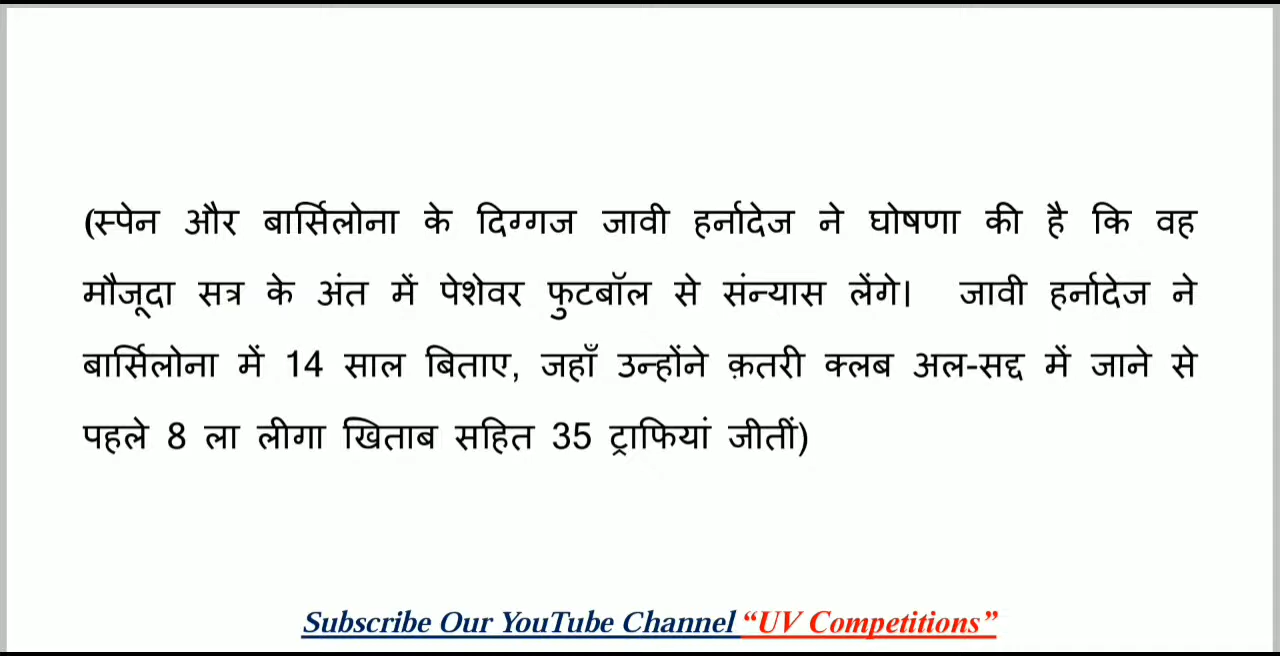 (स्पेन और बार्सिलोना के दिग्गज जावी हर्नादेज ने घोषणा की है कि वह
मौजूदा सत्र के अंत में पेशेवर फुटबॉल से संन्यास लेंगे। जावी हर्नादेज ने
बार्सिलोना में 14 साल बिताए, जहाँ उन्होंने क़तरी क्लब अल-सद्द में जाने से
पहले 8 ला लीगा खिताब सहित 35 ट्राफियां जीतीं)
Subscribe Our YouTube Channel “UV Competitions”